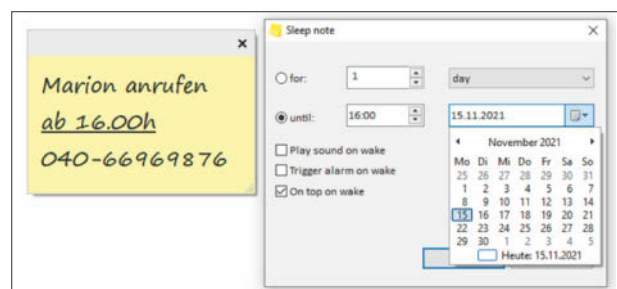 Marion anrufen
ab 16.00h
040-66969876
Sleep note
for: 1 day
until: 16:00 15.11.2021
Play sound on wake
Trigger alarm on wake
On top on wake
November 2021
Mo Di Mi Do Fr Sa So
25 26 27 28 29 30 31
1 2 3 4 5 6 7
8 9 10 11 12 13 14
15 16 17 18 19 20 21
22 23 24 25 26 27 28
29 30 1 2 3 4 5
Heute: 15.11.2021